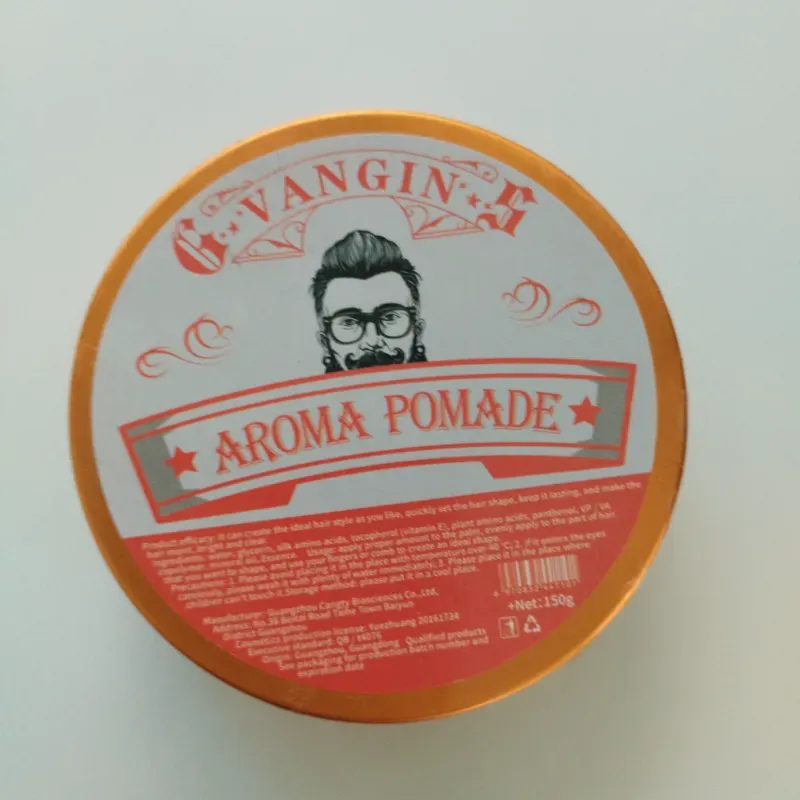 G VANGIN S
AROMA POMADE
Product efficacy: it can create the ideal hair style as you like, quickly set the hair shape, keep it lasting, and make the
hair moist, bright and clear.
Ingredients: water, glycerin, silk amino acids, tocopherol (vitamin E), plant amino acids, panthenol, VP / VA
copolymer, mineral oil, Essence. Usage: apply proper amount to the palm, evenly apply to the part of hair
that you want to shape, and use your fingers or comb to create an ideal shape.
Precautions: 1. Please avoid placing it in the place with temperature over 40 °C; 2. if it enters the eyes
carelessly, please wash it with plenty of water immediately; 3. Please place it in the place where
children can't touch it.Storage method: please put it in a cool place.
Manufacturer: Guangzhou Biosciences Co.,Ltd,
Address: No.38 Road Town Baiyun
District Guangzhou
Cosmetics production license: Yuezhuang 20161734
Executive standard: QB / t4076
Origin: Guangzhou, Guangdong Qualified products
See packaging for production batch number and
expiration date
+Net:150g